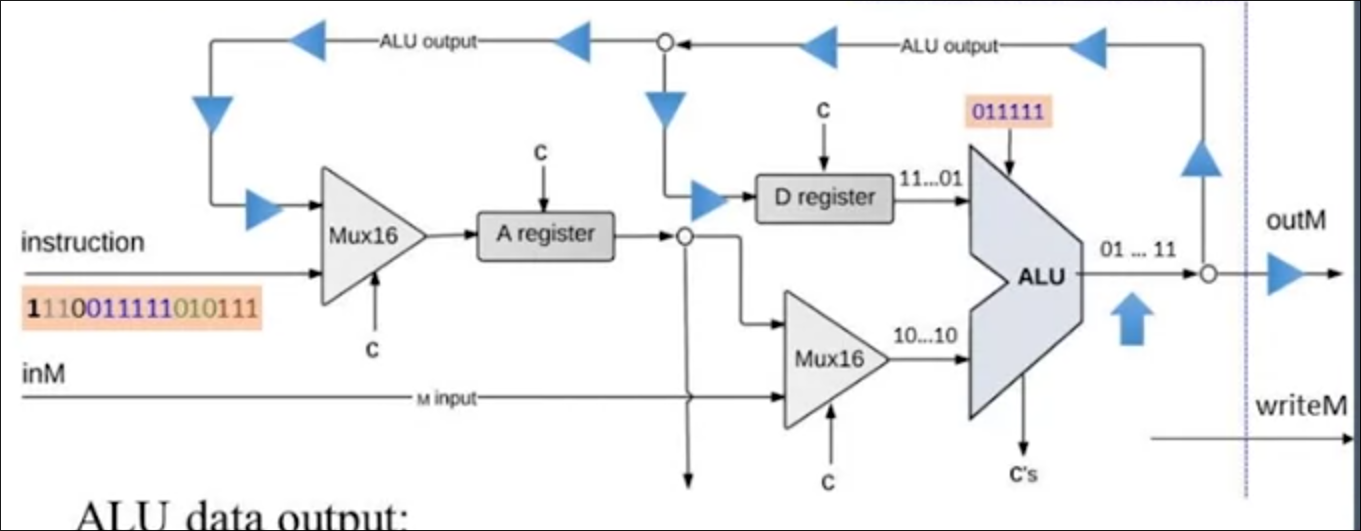 ALU output
ALU output
C
011111
C
11...01
D register
outM
Mux16
A register
instruction
01 ... 11
ALU
1110011111010111
10...10
C
Mux16
inM
M input
writeM
C
C's
ALU data output: